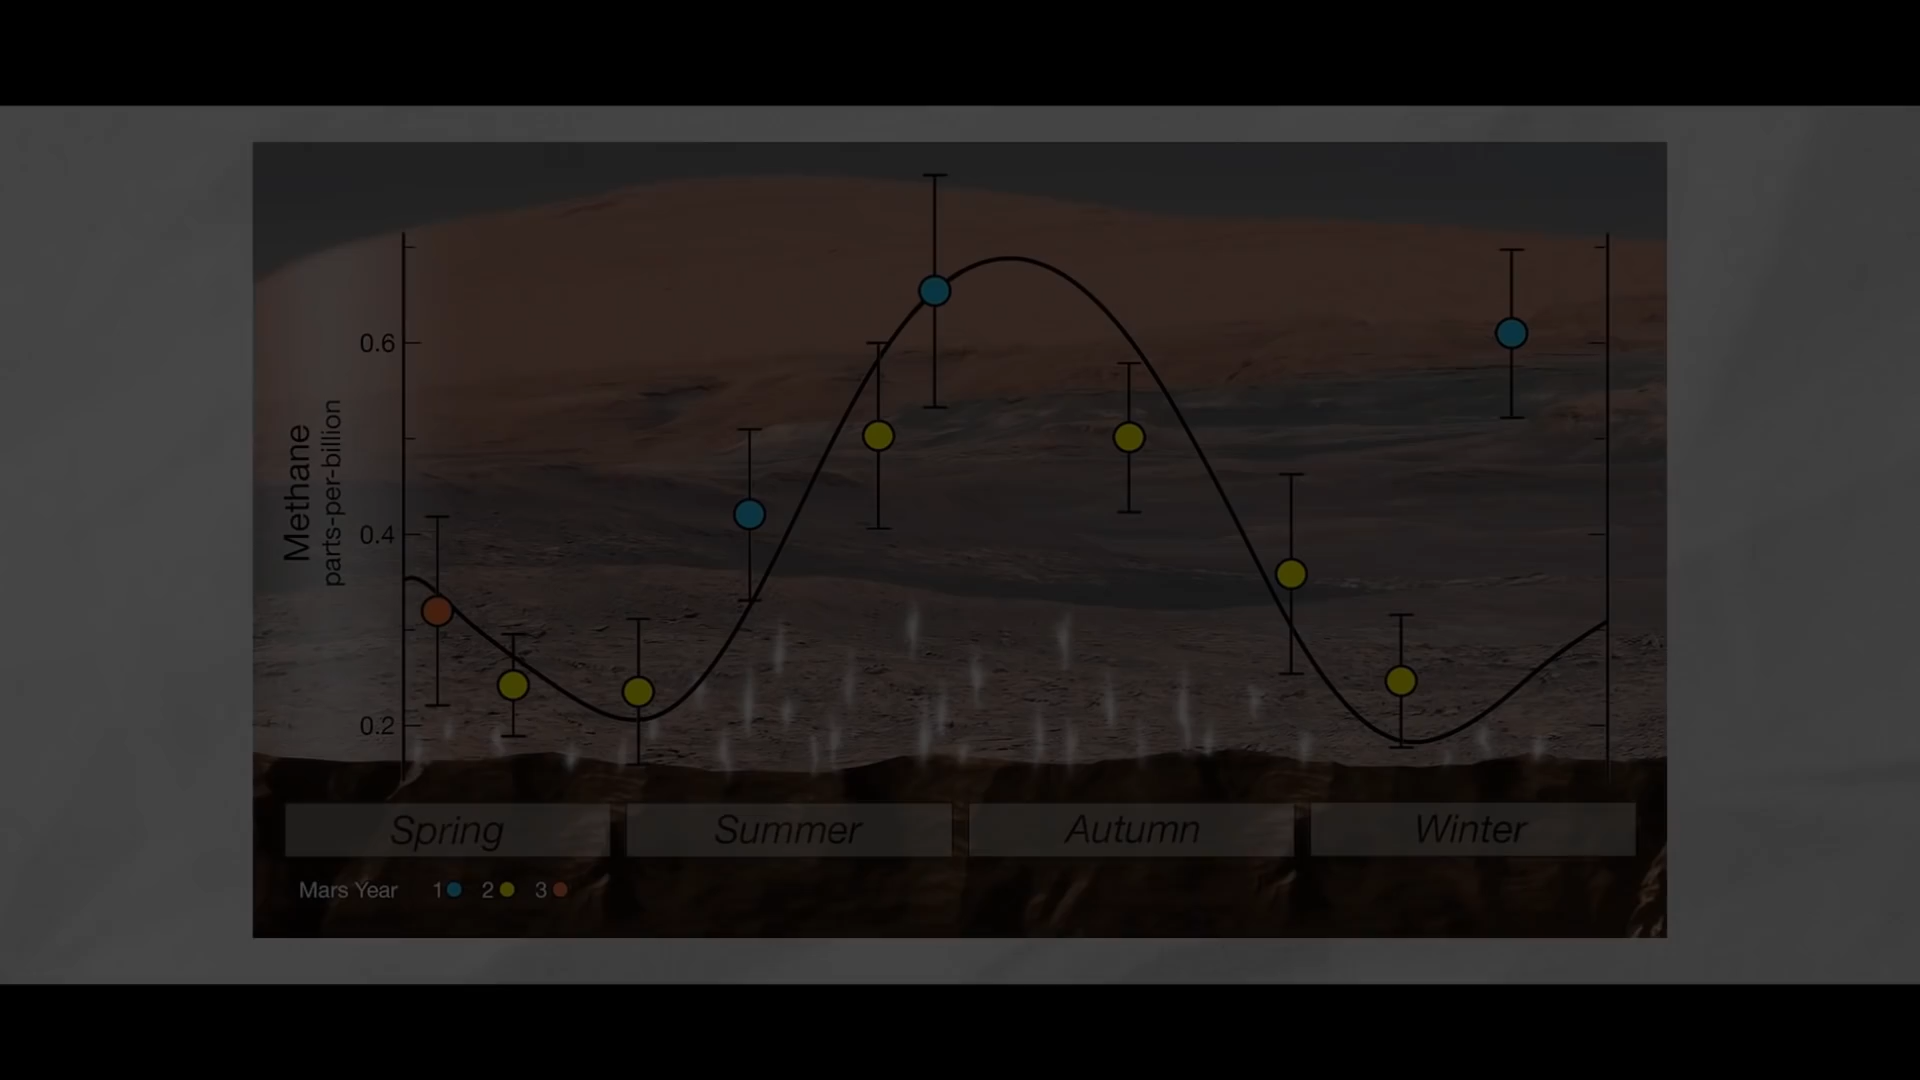 Methane
parts-per-billion
0.6
0.4
0.2
Spring Summer Autumn Winter
Mars Year 1 2 3